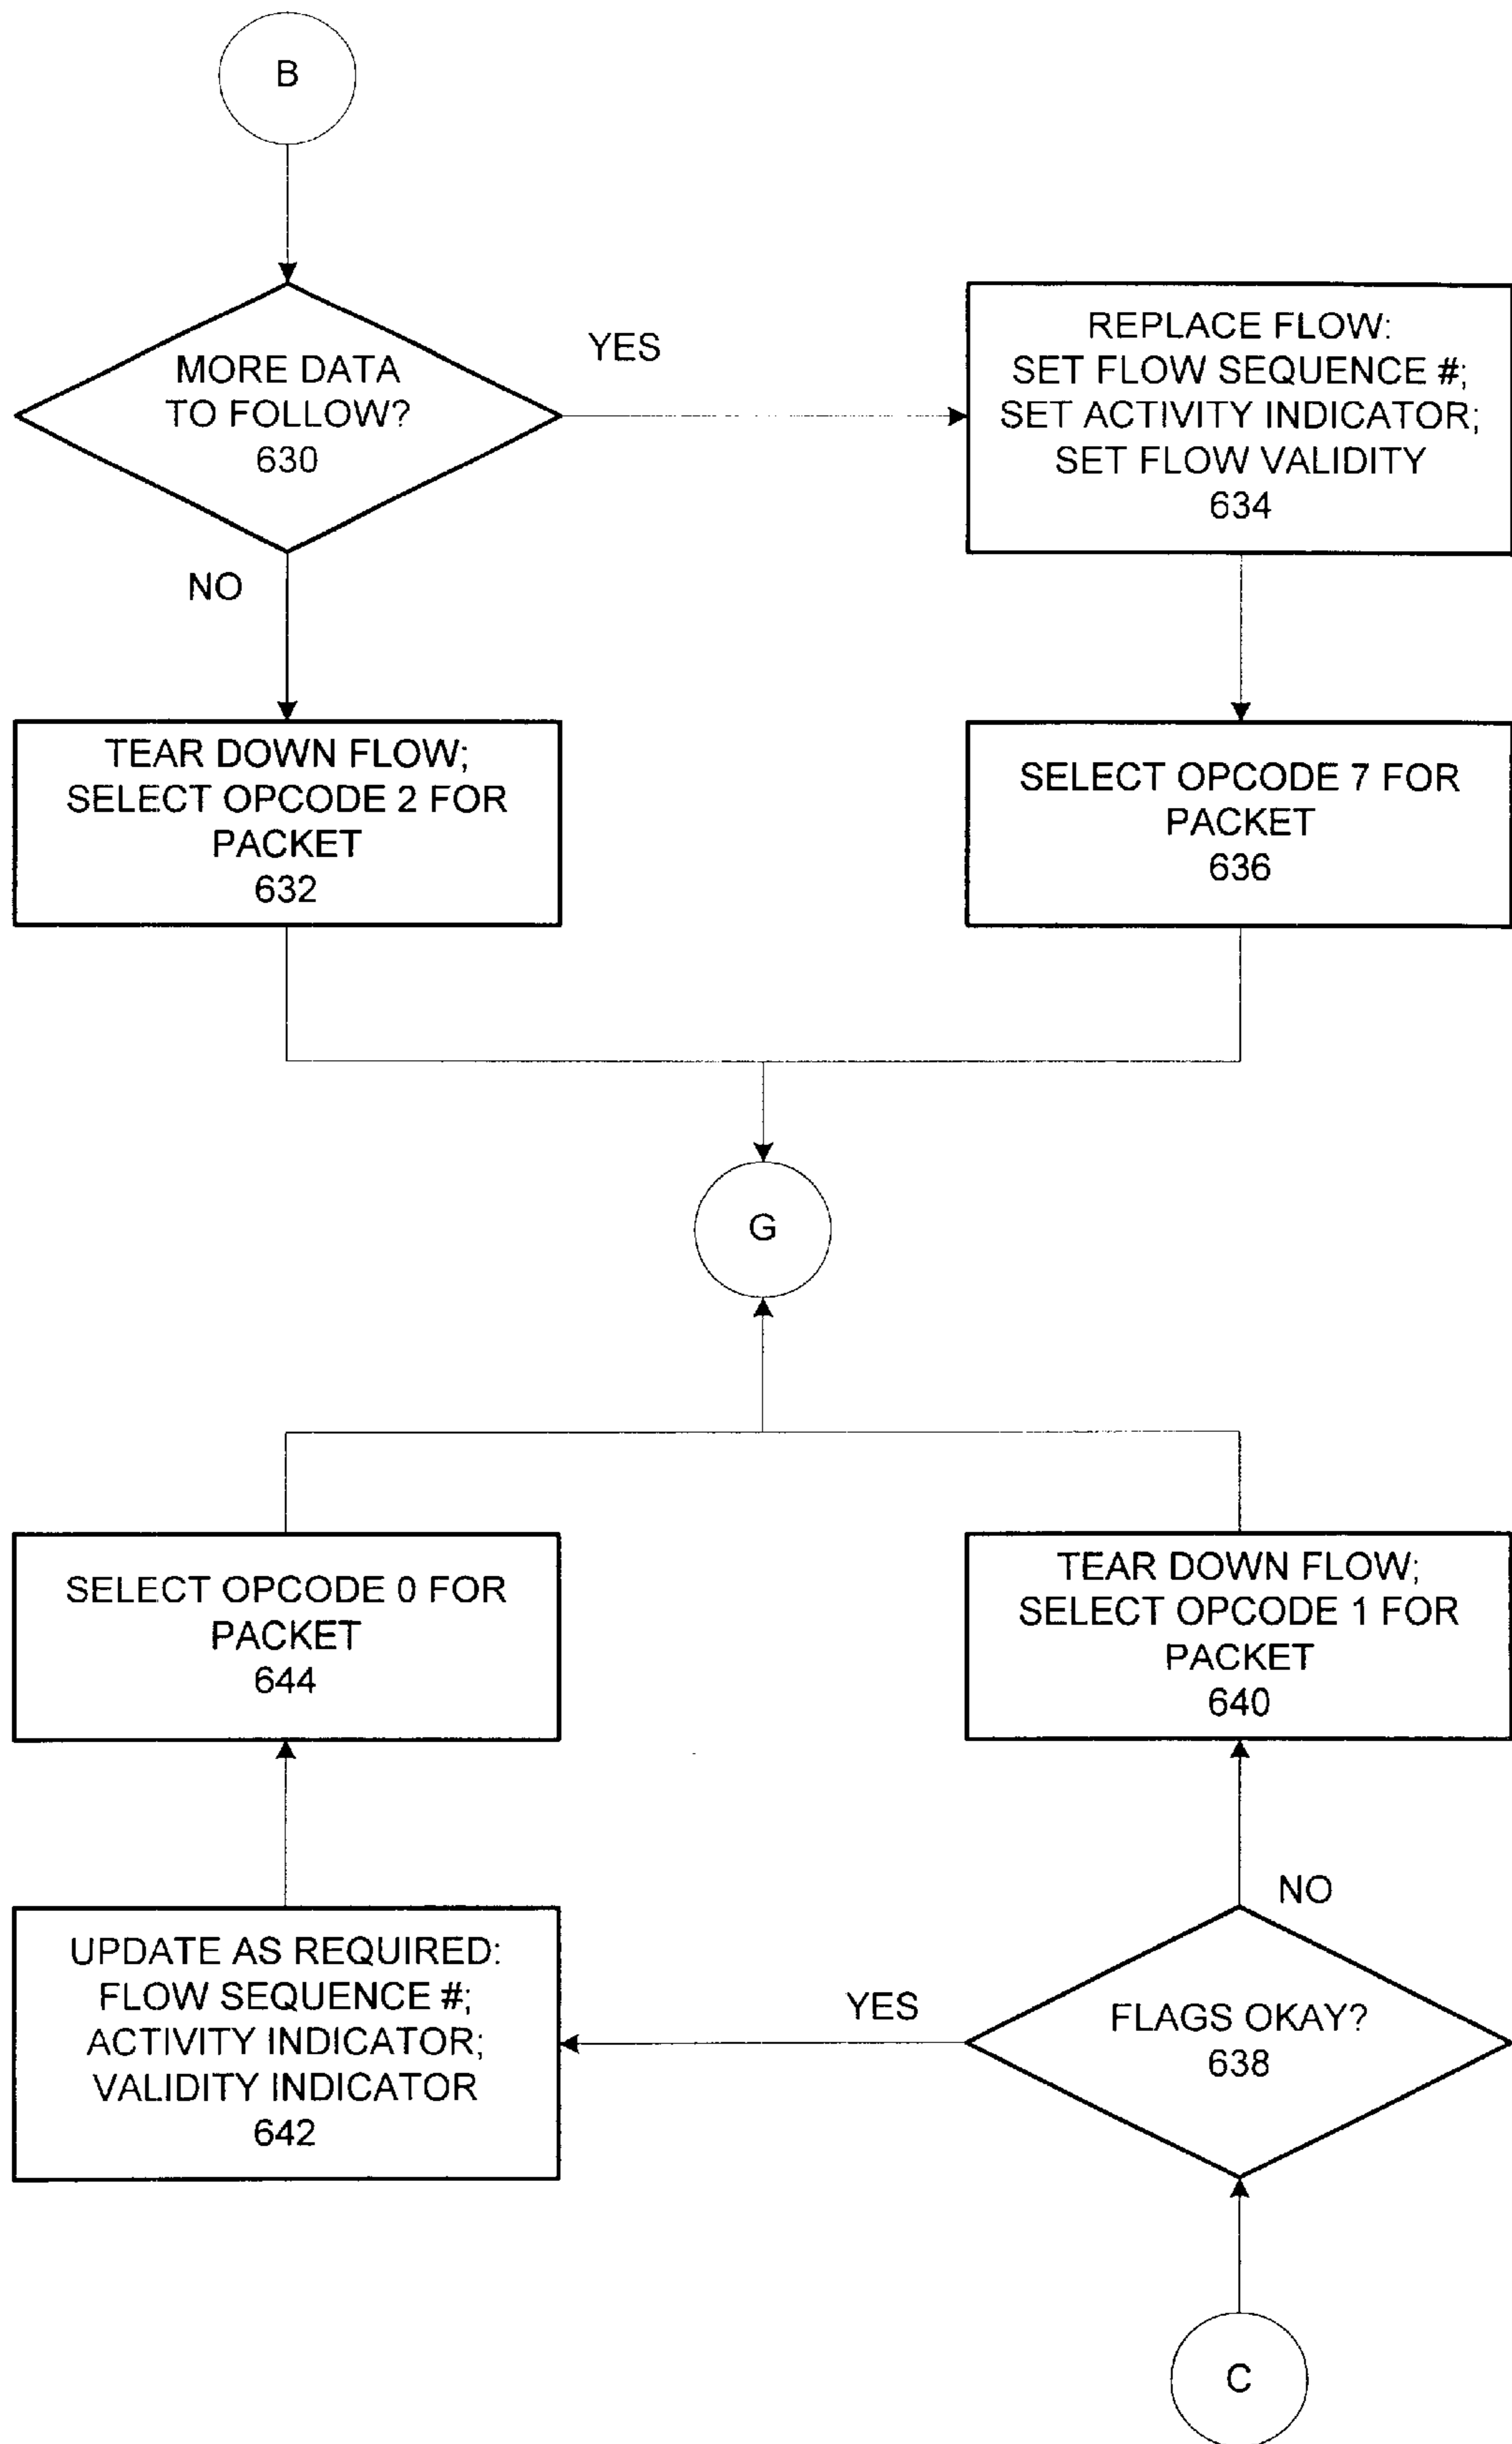 B
MORE DATA
TO FOLLOW?
630
YES
REPLACE FLOW:
SET FLOW SEQUENCE #;
SET ACTIVITY INDICATOR;
SET FLOW VALIDITY
634
NO
TEAR DOWN FLOW;
SELECT OPCODE 2 FOR
PACKET
632
SELECT OPCODE 7 FOR
PACKET
636
G
SELECT OPCODE 0 FOR
PACKET
644
TEAR DOWN FLOW;
SELECT OPCODE 1 FOR
PACKET
640
NO
UPDATE AS REQUIRED:
FLOW SEQUENCE #;
ACTIVITY INDICATOR;
VALIDITY INDICATOR
642
YES
FLAGS OKAY?
638
C